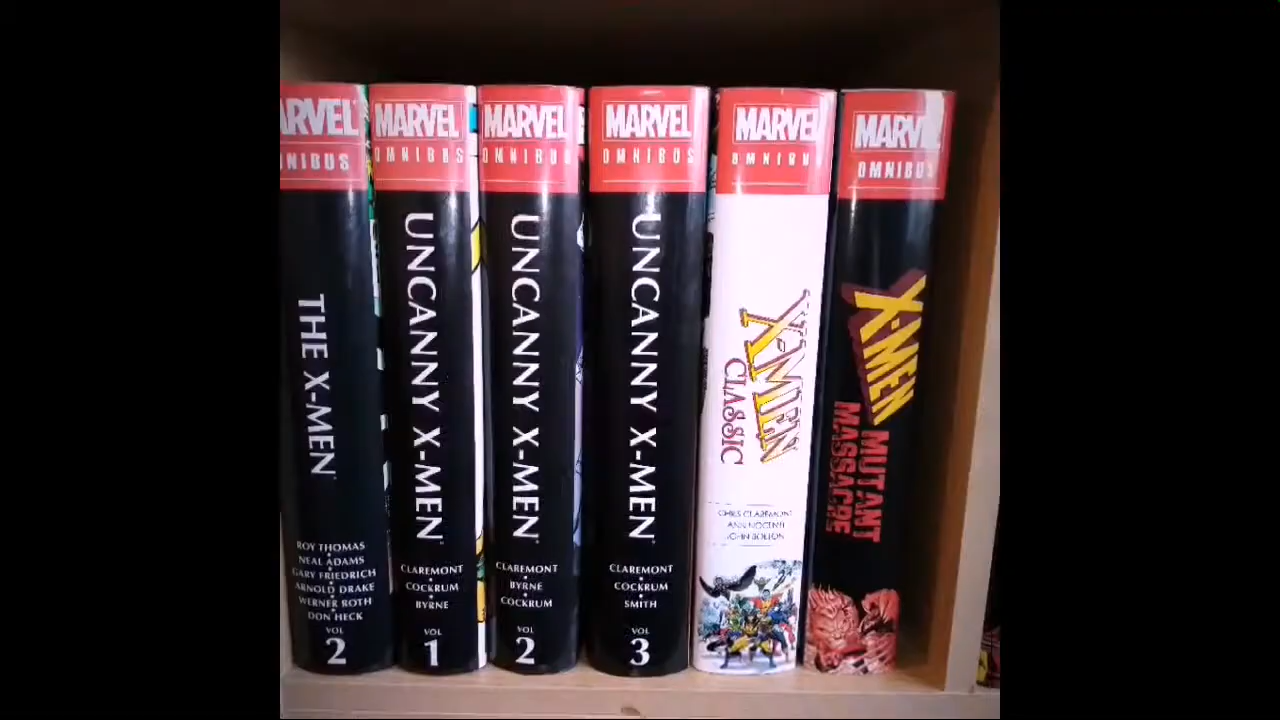 ARVEL
NIBUS
THE X-MEN
ROY THOMAS
NEAL ADAMS
GARY FRIEDRICH
ARNOLD DRAKE
WERNER ROTH
DON HECK
VOL
2
MARVEL
OMNIBUS
UNCANNY X-MEN
CLAREMONT
COCKRUM
BYRNE
VOL
1
MARVEL
OMNIBUS
UNCANNY X-MEN
CLAREMONT
BYRNE
COCKRUM
VOL
2
MARVEL
OMNIBUS
UNCANNY X-MEN
CLAREMONT
COCKRUM
SMITH
VOL
3
MARVEL
OMNIBUS
X-MEN
CLASSIC
CHRIS CLAREMONT
ANN NOCENTI
JOHN BOLTON
MARVEL
OMNIBUS
X-MEN
MUTANT
MASSACRE